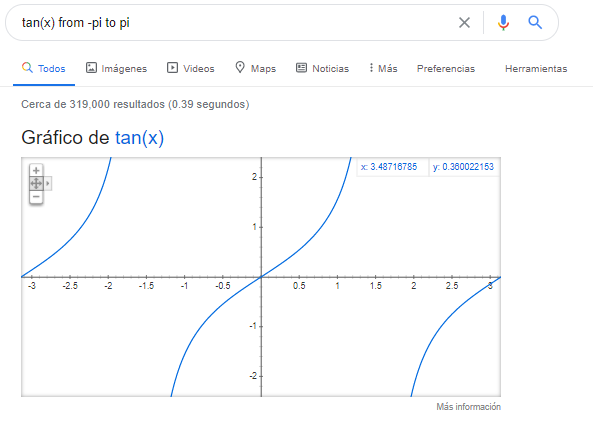 tan(x) from -pi to pi
Todos Imágenes Videos Maps Noticias Más Preferencias Herramientas
Cerca de 319,000 resultados (0.39 segundos)
Gráfico de tan(x)
x: 3.48716785 y: 0.360022153
2
1
-3 -2.5 -2 -1.5 -1 -0.5 0 0.5 1 1.5 2 2.5 3
-1
-2
Más información